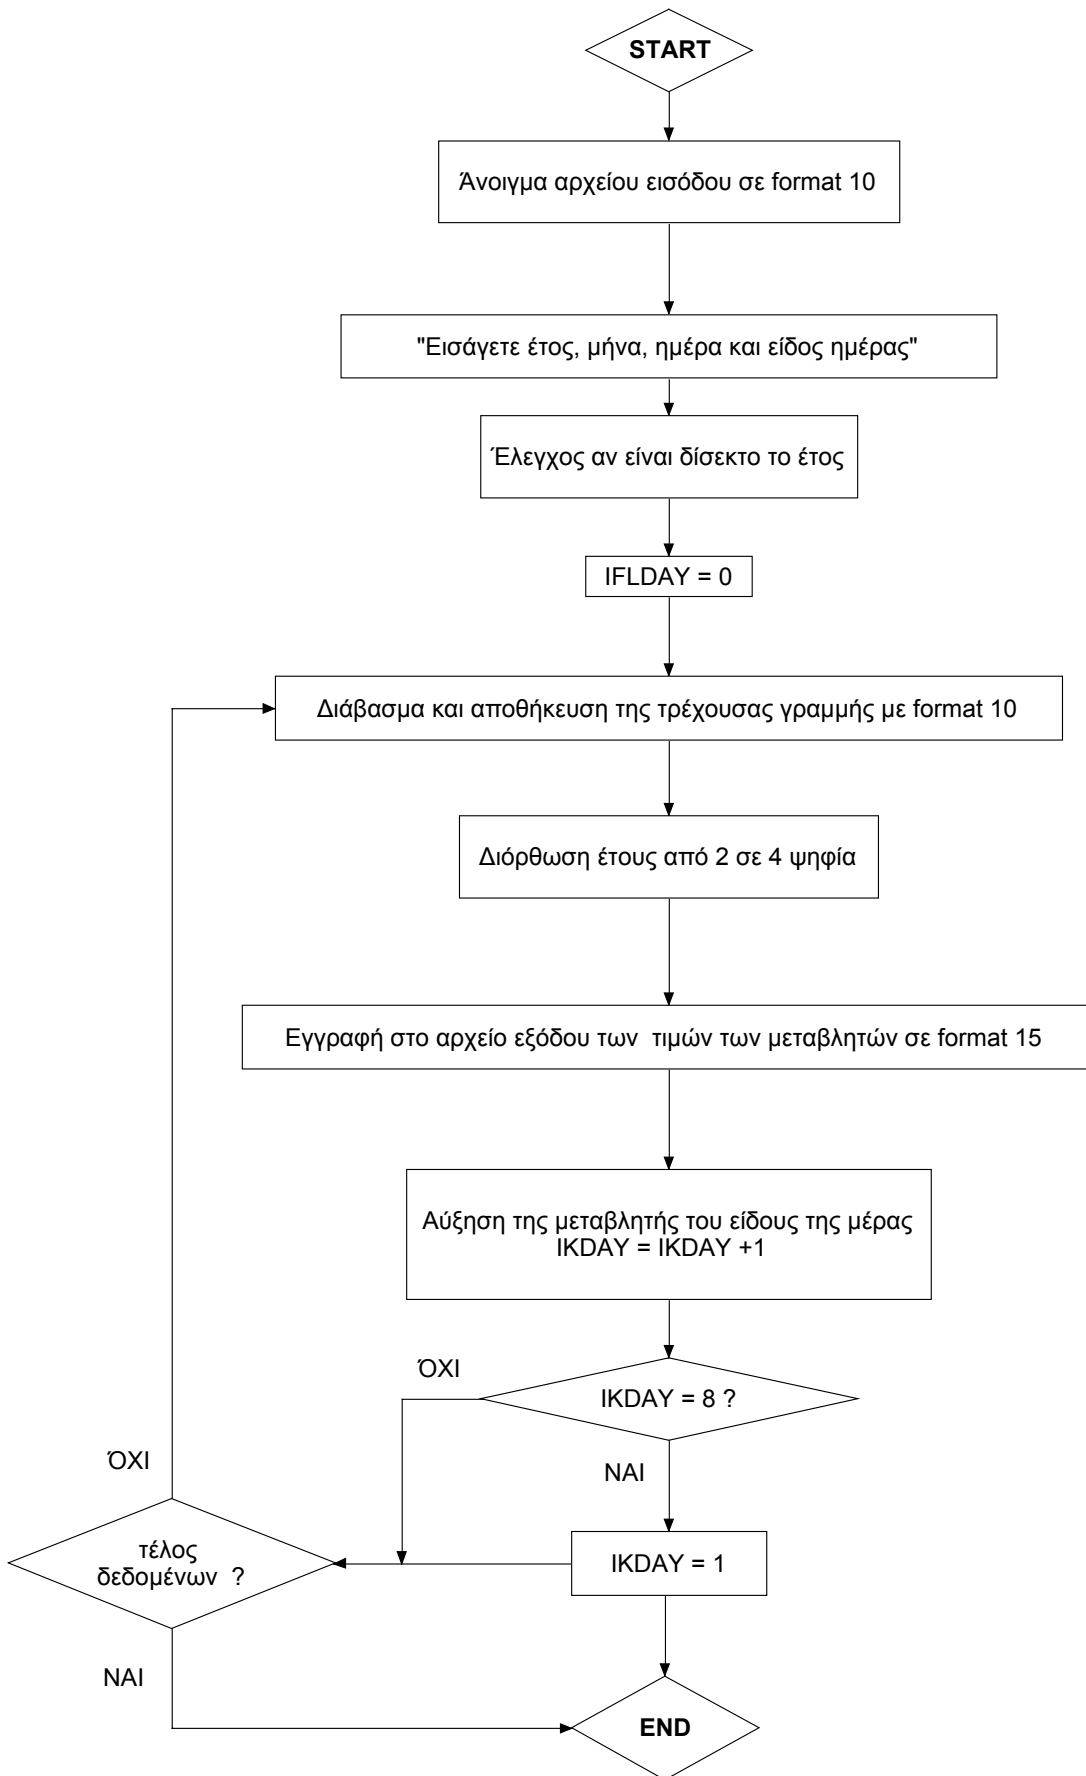 START
Άνοιγμα αρχείου εισόδου σε format 10
"Εισάγετε έτος, μήνα, ημέρα και είδος ημέρας"
Έλεγχος αν είναι δίσεκτο το έτος
IFLDAY = 0
Διάβασμα και αποθήκευση της τρέχουσας γραμμής με format 10
Διόρθωση έτους από 2 σε 4 ψηφία
Εγγραφή στο αρχείο εξόδου των τιμών των μεταβλητών σε format 15
Αύξηση της μεταβλητής του είδους της μέρας
IKDAY = IKDAY +1
ΌΧΙ
IKDAY = 8 ?
ΌΧΙ
ΝΑΙ
τέλος
δεδομένων ?
IKDAY = 1
ΝΑΙ
END